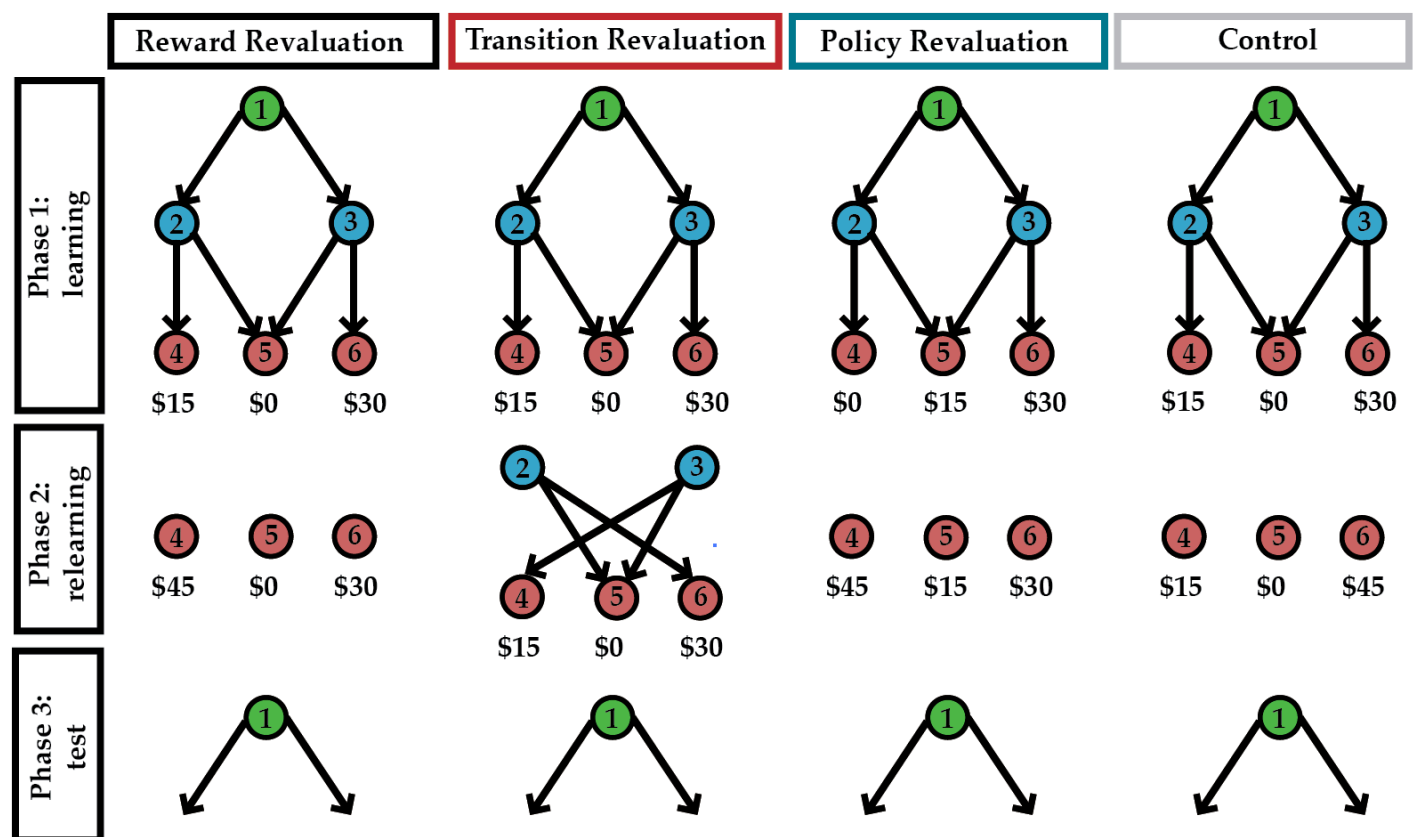 Reward Revaluation
Transition Revaluation
Policy Revaluation
Control
Phase 1:
learning
1
2 3
4 5 6
$15 $0 $30
1
2 3
4 5 6
$15 $0 $30
1
2 3
4 5 6
$0 $15 $30
1
2 3
4 5 6
$15 $0 $30
Phase 2:
relearning
4 5 6
$45 $0 $30
2 3
4 5 6
$15 $0 $30
4 5 6
$45 $15 $30
4 5 6
$15 $0 $45
Phase 3:
test
1
1
1
1